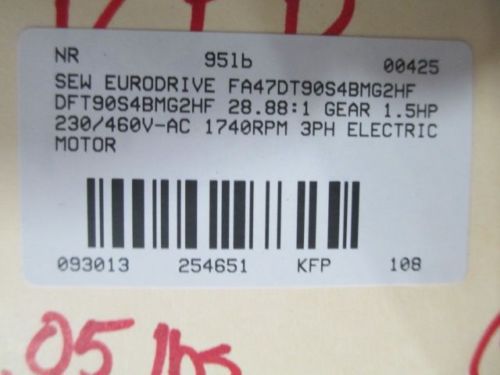 NR 951b 00425
SEW EURODRIVE FA47DT90S4BMG2HF
DFT90S4BMG2HF 28.88:1 GEAR 1.5HP
230/460V-AC 1740RPM 3PH ELECTRIC
MOTOR
093013 254651 KFP 108
.05 lbs